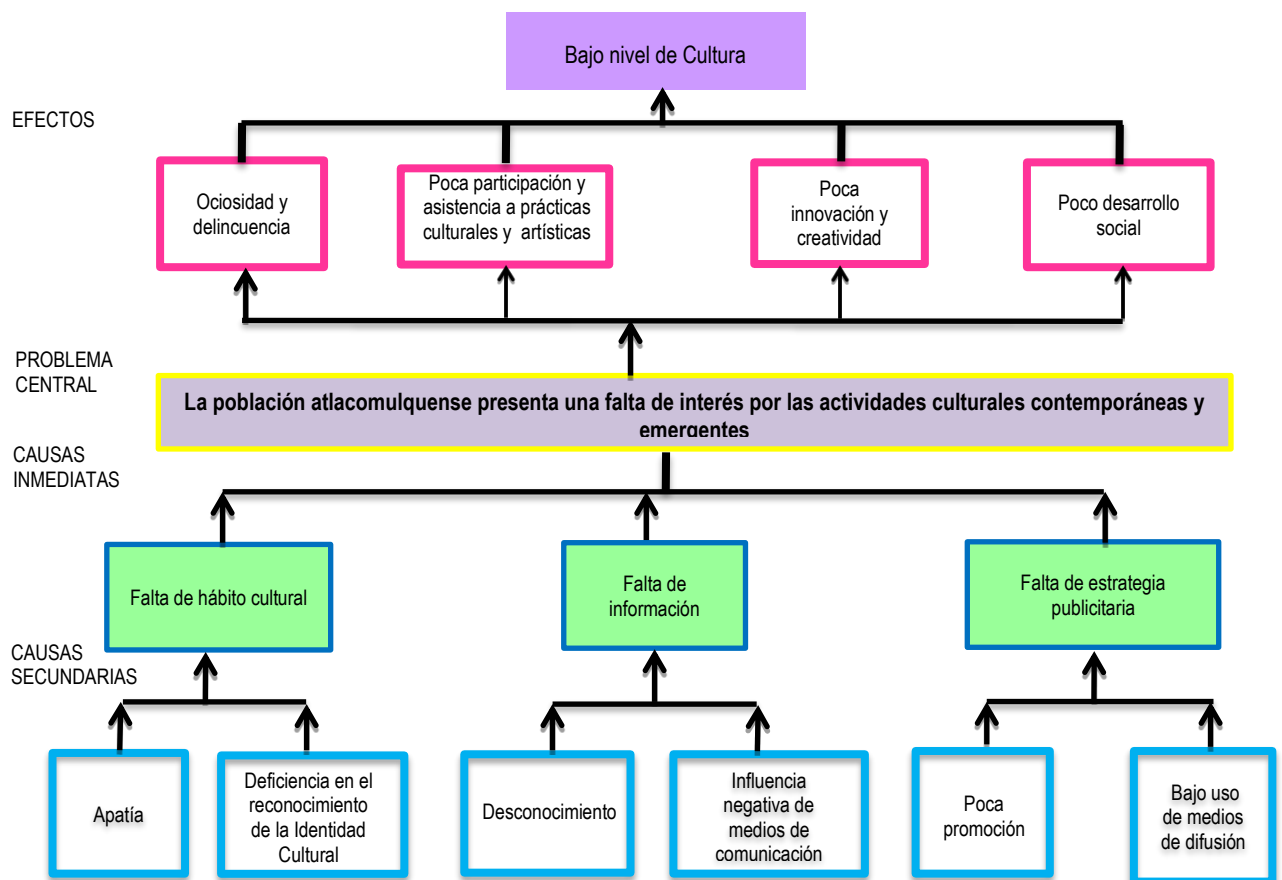 Bajo nivel de Cultura
EFECTOS
Ociosidad y
delincuencia
Poca participación y
asistencia a prácticas
culturales y artísticas
Poca
innovación y
creatividad
Poco desarrollo
social
PROBLEMA
CENTRAL
La población atlacomulquense presenta una falta de interés por las actividades culturales contemporáneas y
emergentes
CAUSAS
INMEDIATAS
Falta de hábito cultural
Falta de
información
Falta de estrategia
publicitaria
CAUSAS
SECUNDARIAS
Apatía
Deficiencia en el
reconocimiento
de la Identidad
Cultural
Desconocimiento
Influencia
negativa de
medios de
comunicación
Poca
promoción
Bajo uso
de medios
de difusión